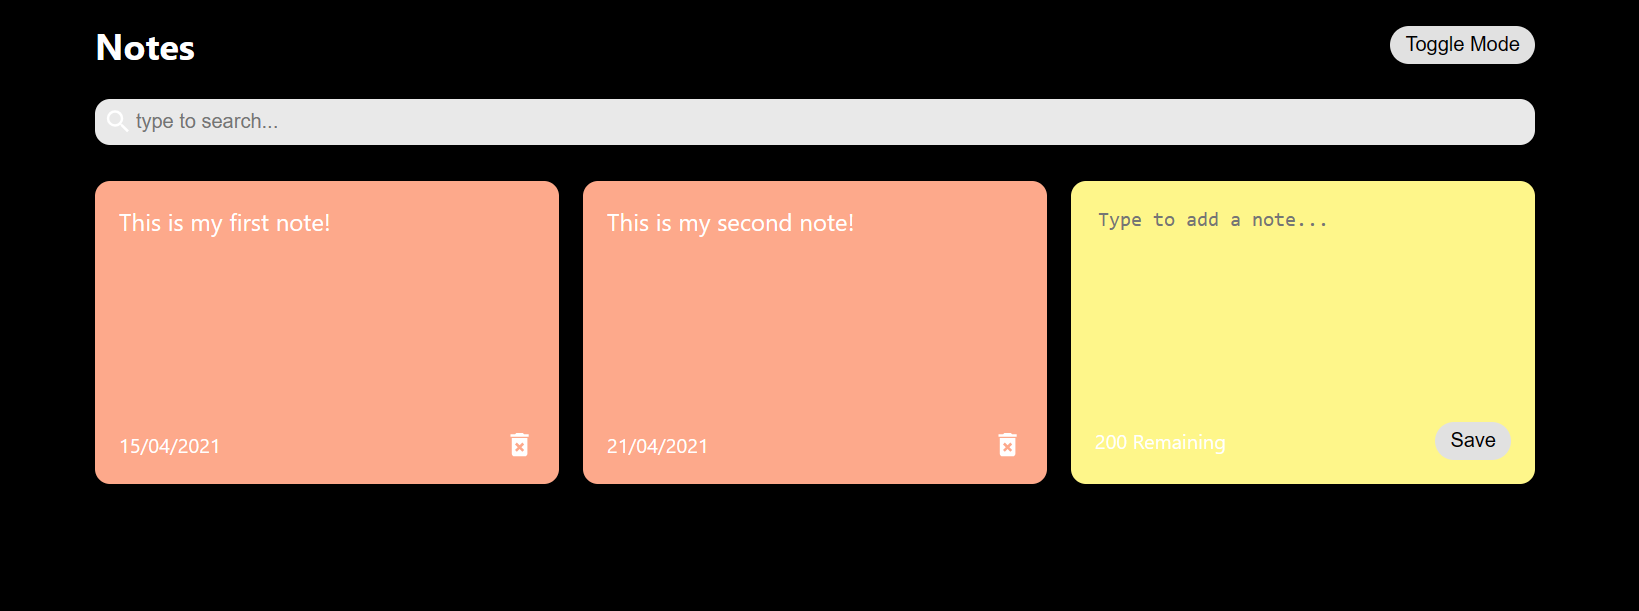 Notes
Toggle Mode
type to search...
This is my first note!
15/04/2021
This is my second note!
21/04/2021
Type to add a note...
200 Remaining
Save